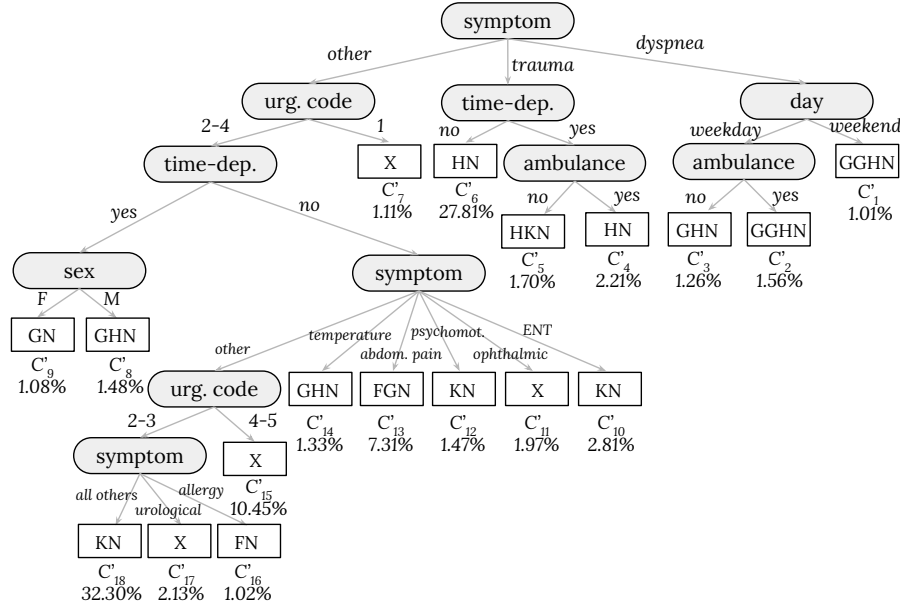 symptom
other
trauma
dyspnea
urg. code
time-dep.
day
2-4
1
no
yes
weekday
weekend
time-dep.
X
HN
ambulance
ambulance
GGHN
C'7
1.11%
C'6
27.81%
C'1
1.01%
yes
no
no
yes
no
yes
HKN
HN
GHN
GGHN
C'5
1.70%
C'4
2.21%
C'3
1.26%
C'2
1.56%
sex
symptom
F
M
GN
GHN
C'9
1.08%
C'8
1.48%
other
temperature
abdom. pain
psychomot.
ophthalmic
ENT
urg. code
GHN
FGN
KN
X
KN
C'14
1.33%
C'13
7.31%
C'12
1.47%
C'11
1.97%
C'10
2.81%
2-3
4-5
symptom
X
C'15
10.45%
all others
urological
allergy
KN
X
FN
C'18
32.30%
C'17
2.13%
C'16
1.02%